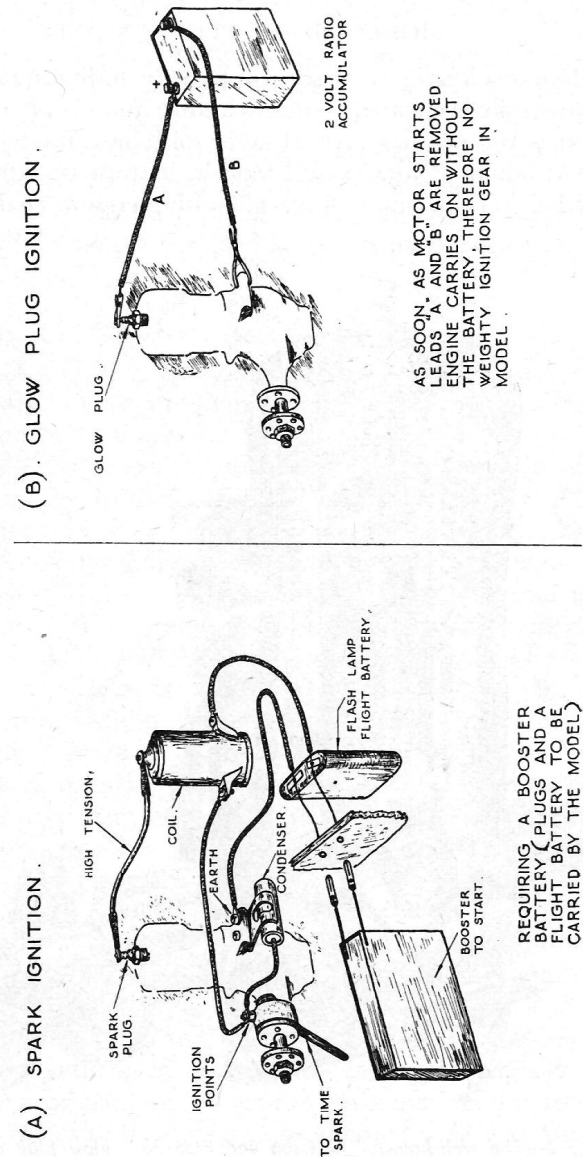 (A). SPARK IGNITION.
HIGH TENSION,
SPARK
PLUG.
COIL.
IGNITION
POINTS
EARTH
CONDENSER.
FLASH LAMP
FLIGHT BATTERY,
TO TIME
SPARK.
BOOSTER
TO START
REQUIRING A BOOSTER
BATTERY (PLUGS AND A
FLIGHT BATTERY TO BE
CARRIED BY THE MODEL)
(B). GLOW PLUG IGNITION
GLOW PLUG.
A
B
+
-
2 VOLT RADIO
ACCUMULATOR
AS SOON AS MOTOR STARTS
LEADS "A" AND "B" ARE REMOVED
ENGINE CARRIES ON WITHOUT
THE BATTERY, THEREFORE NO
WEIGHTY IGNITION GEAR IN
MODEL.